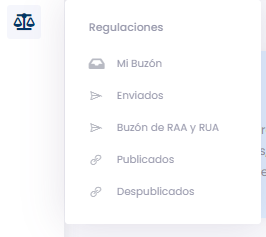 Regulaciones
Mi Buzón
Enviados
Buzón de RAA y RUA
Publicados
Despublicados